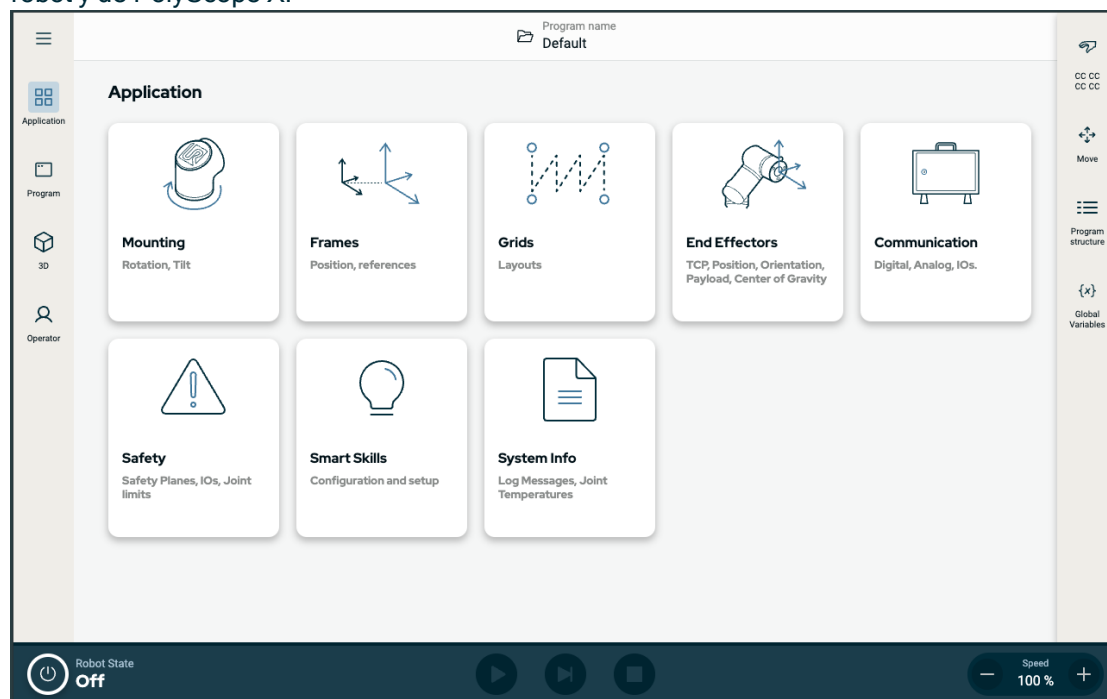 robot y de PolyScope X.
Program name
Default
Application
Program
3D
Operator
Application
Mounting
Rotation, Tilt
Frames
Position, references
Grids
Layouts
End Effectors
TCP, Position, Orientation,
Payload, Center of Gravity
Communication
Digital, Analog, IOs.
Safety
Safety Planes, IOs, Joint
limits
Smart Skills
Configuration and setup
System Info
Log Messages, Joint
Temperatures
CC CC
CC CC
Move
Program
structure
{x}
Global
Variables
Robot State
Off
Speed
100 %